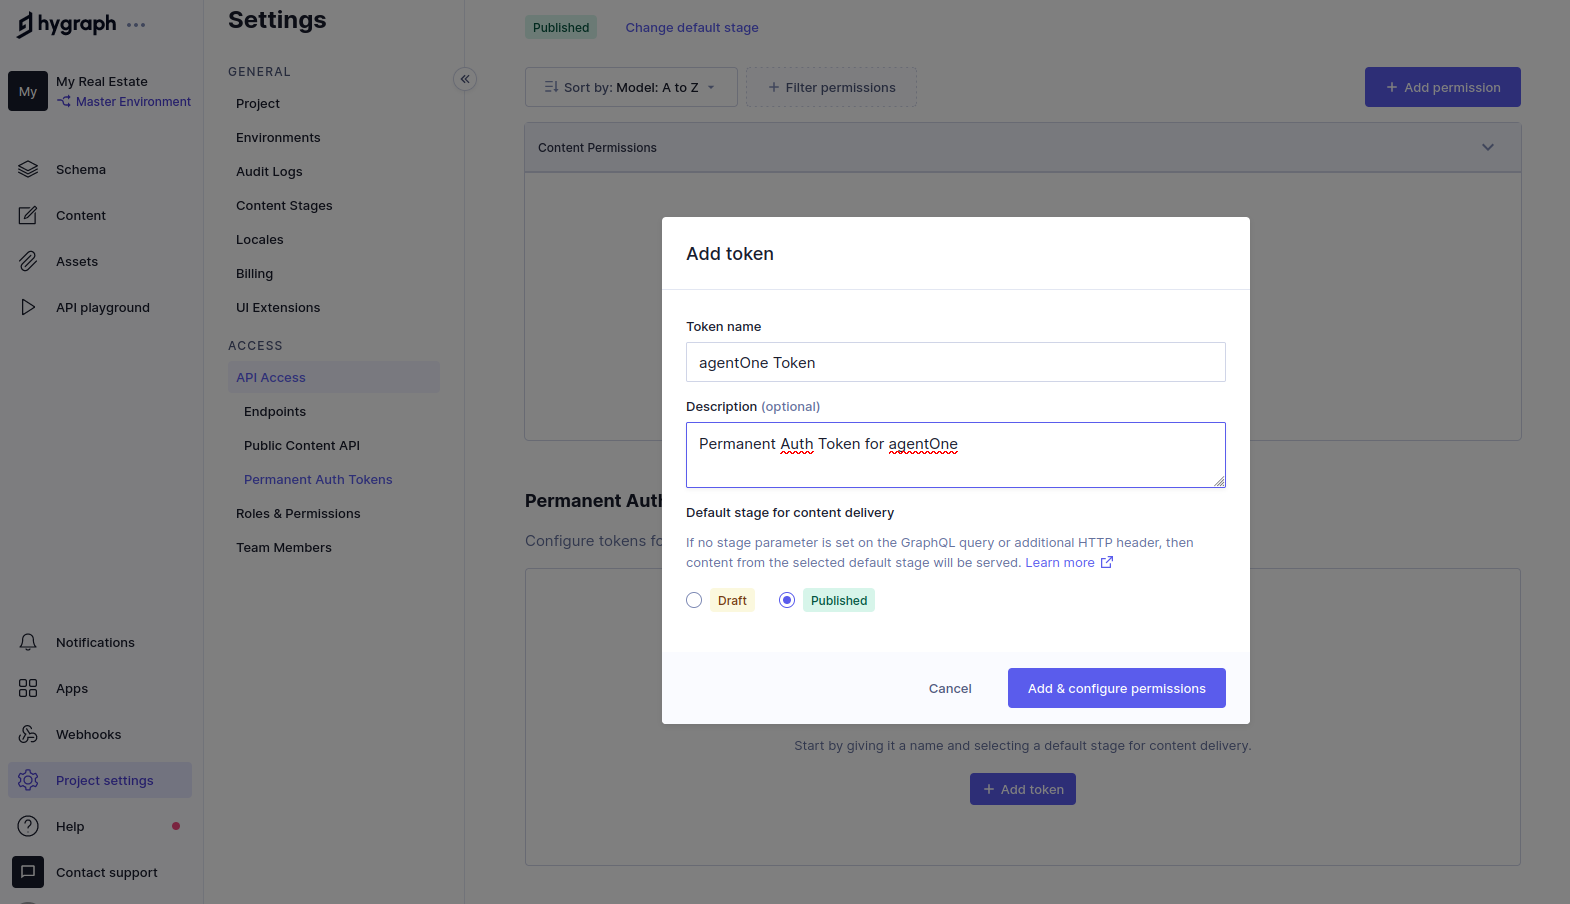 hygraph
My
My Real Estate
Master Environment
Schema
Content
Assets
API playground
Notifications
Apps
Webhooks
Project settings
Help
Contact support
Settings
GENERAL
Project
Environments
Audit Logs
Content Stages
Locales
Billing
UI Extensions
ACCESS
API Access
Endpoints
Public Content API
Permanent Auth Tokens
Roles & Permissions
Team Members
Published
Change default stage
Sort by: Model: A to Z
Filter permissions
Add permission
Content Permissions
Permanent Auth
Configure tokens fo
Add token
Token name
agentOne Token
Description (optional)
Permanent Auth Token for agentOne
Default stage for content delivery
If no stage parameter is set on the GraphQL query or additional HTTP header, then
content from the selected default stage will be served. Learn more
Draft
Published
Cancel
Add & configure permissions
Start by giving it a name and selecting a default stage for content delivery.
Add token